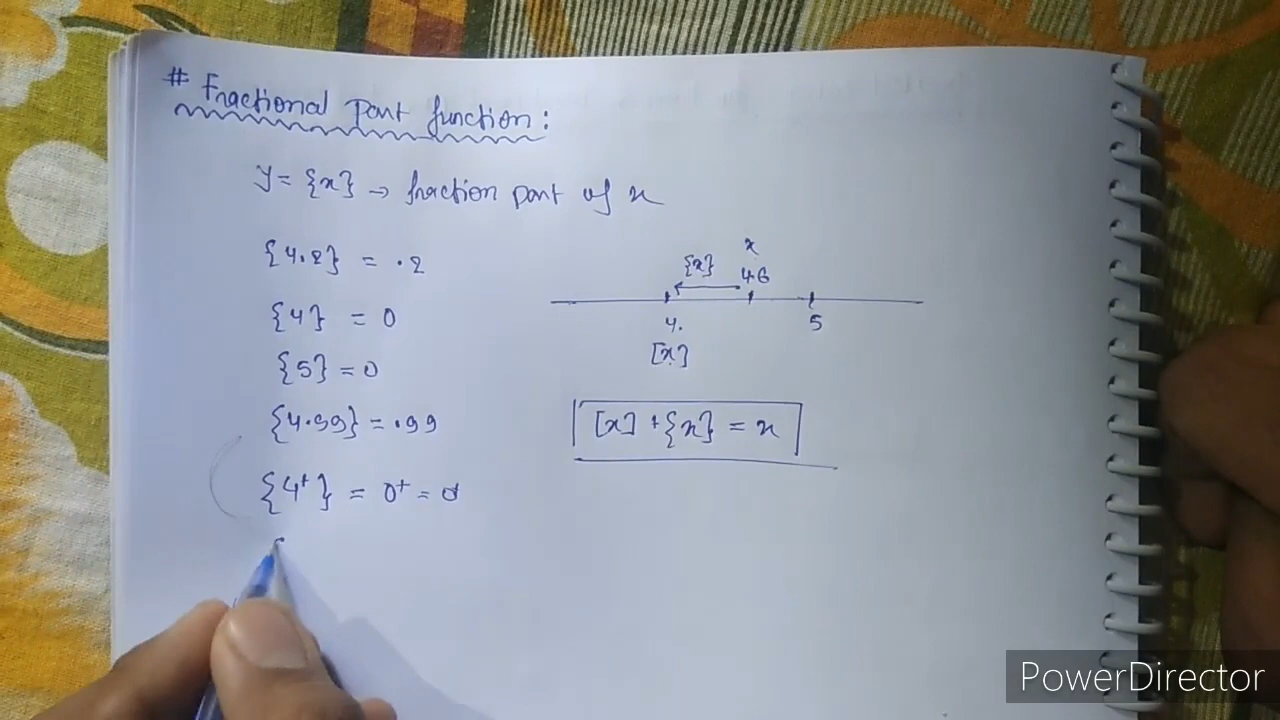 # Fractional part function:
y = {x} → fraction part of x
{4.2} = .2
{4} = 0
{5} = 0
{4.99} = .99
{4⁺} = 0⁺ = 0
x
{x} 4.6
4. 5
[x]
[x] + {x} = x
PowerDirector